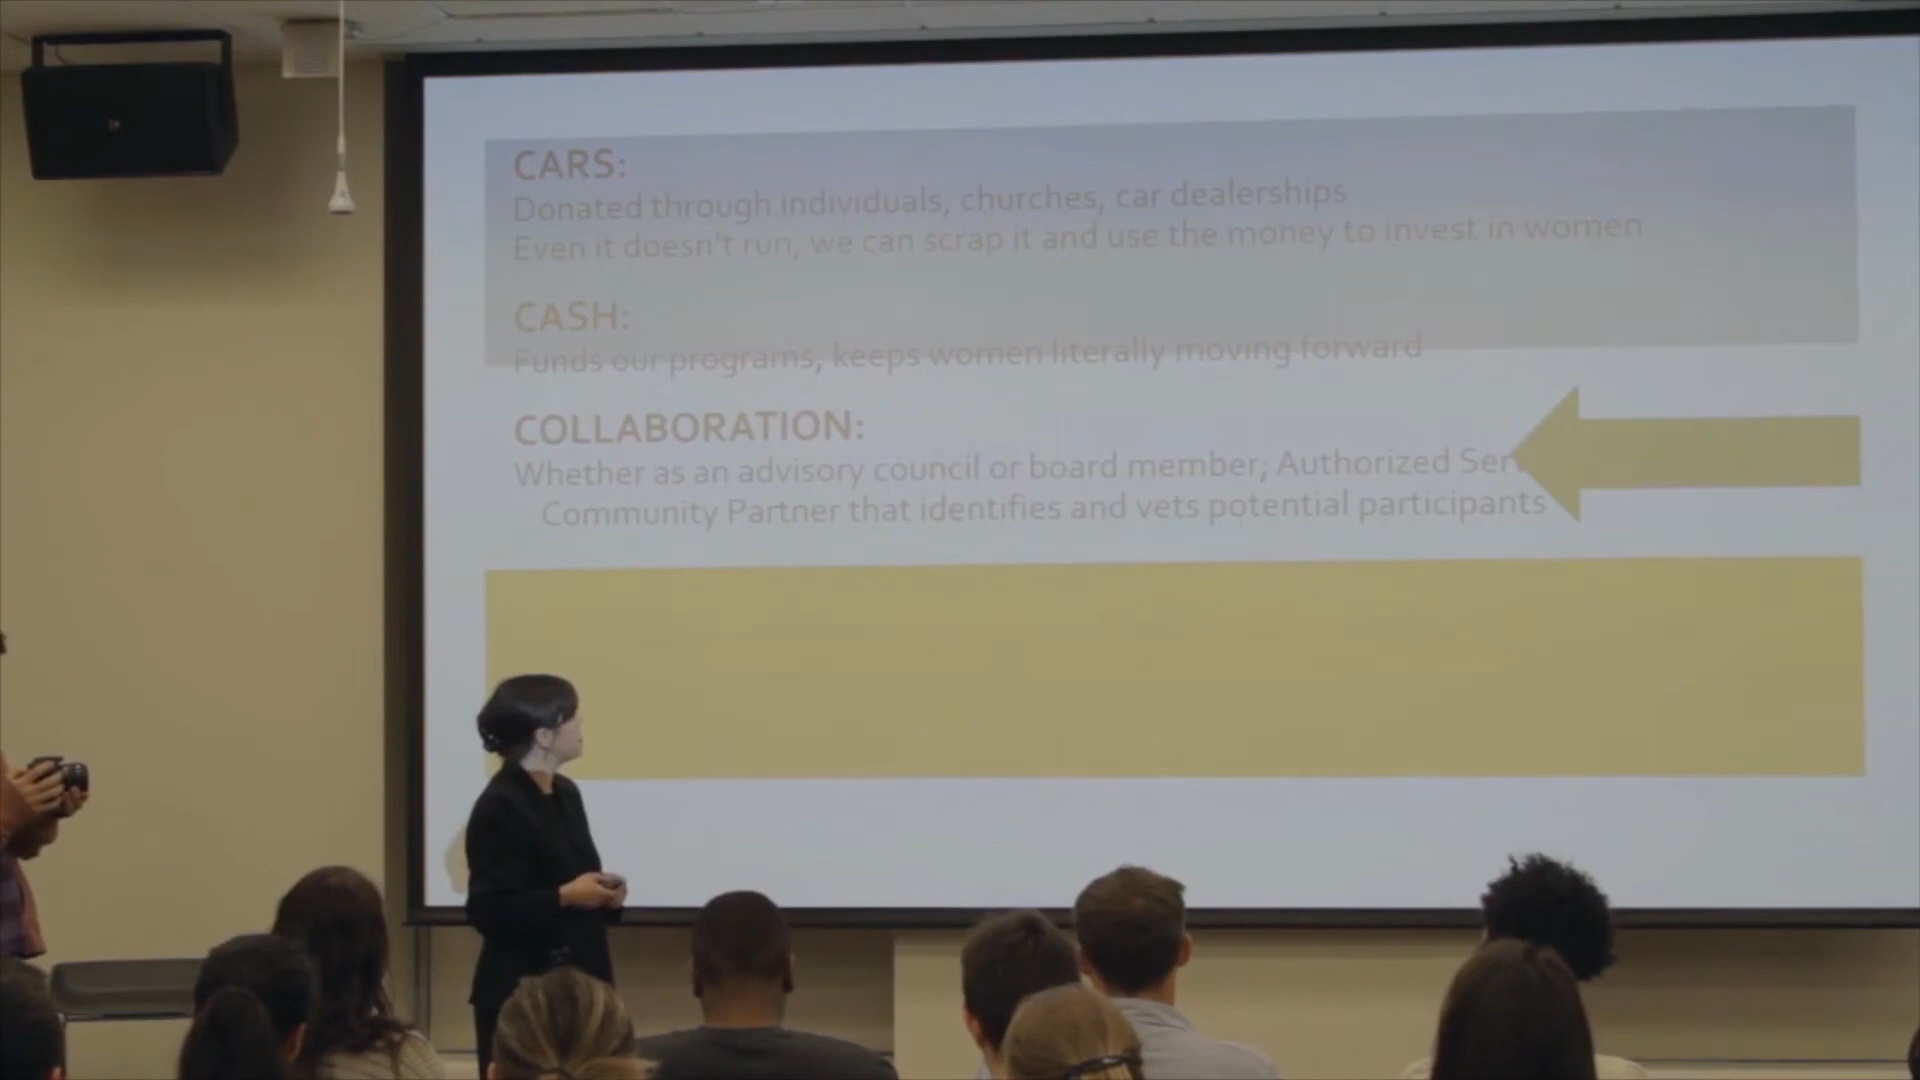 CARS:
Donated through individuals, churches, car dealerships
Even it doesn't run, we can scrap it and use the money to invest in women
CASH:
Funds our programs, keeps women literally moving forward
COLLABORATION:
Whether as an advisory council or board member; Authorized
Community Partner that identifies and vets potential participants